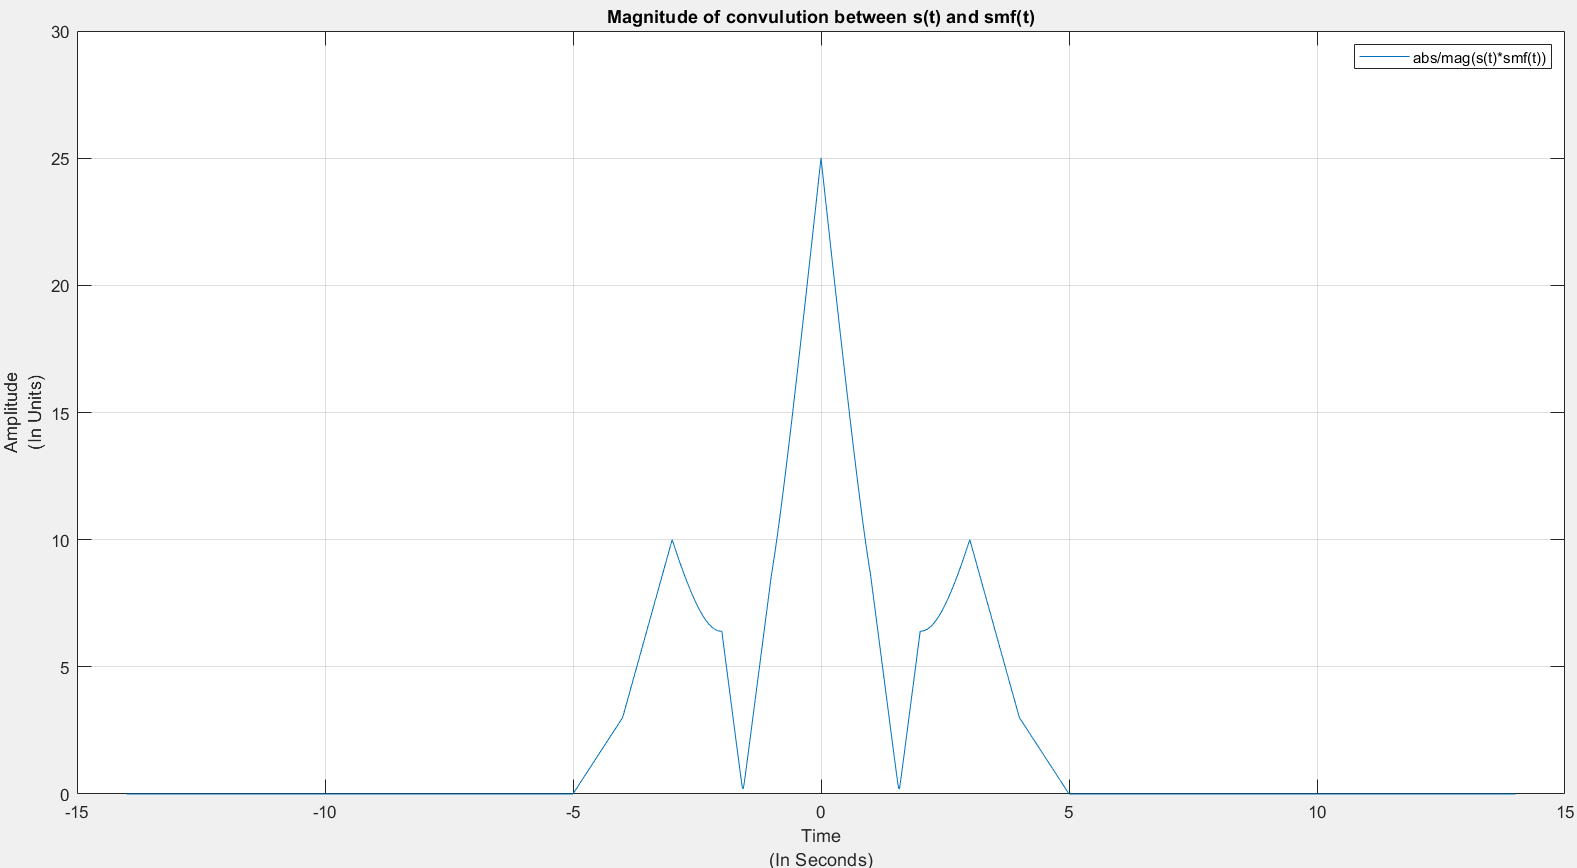 Magnitude of convulution between s(t) and smf(t)
abs/mag(s(t)*smf(t))
30
25
20
15
10
5
0
Amplitude
(In Units)
-15
-10
-5
0
5
10
15
Time
(In Seconds)